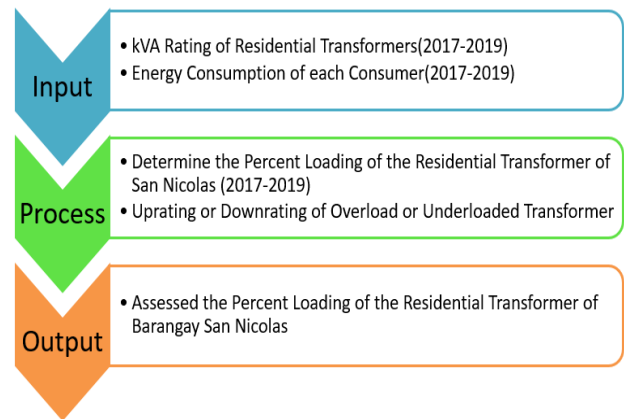 Input
• kVA Rating of Residential Transformers(2017-2019)
• Energy Consumption of each Consumer(2017-2019)
Process
• Determine the Percent Loading of the Residential Transformer of
San Nicolas (2017-2019)
• Uprating or Downrating of Overload or Underloaded Transformer
Output
• Assessed the Percent Loading of the Residential Transformer of
Barangay San Nicolas